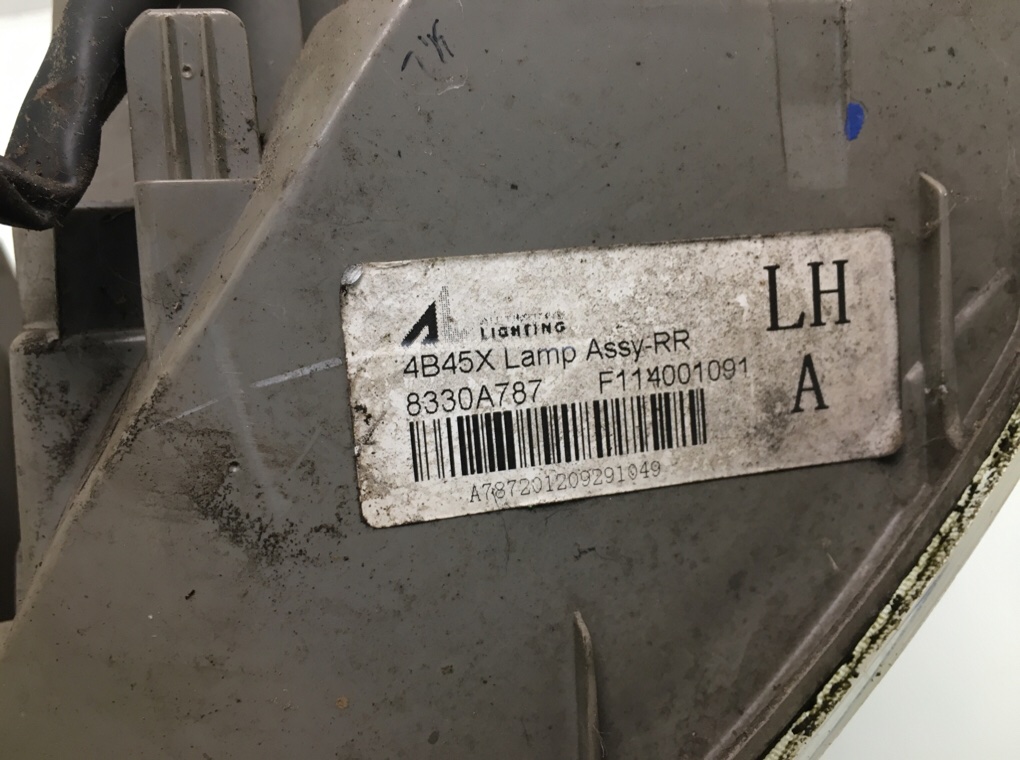 LIGHTING
LH
4B45X Lamp Assy-RR
8330A787 F114001091
A
A787201209291049